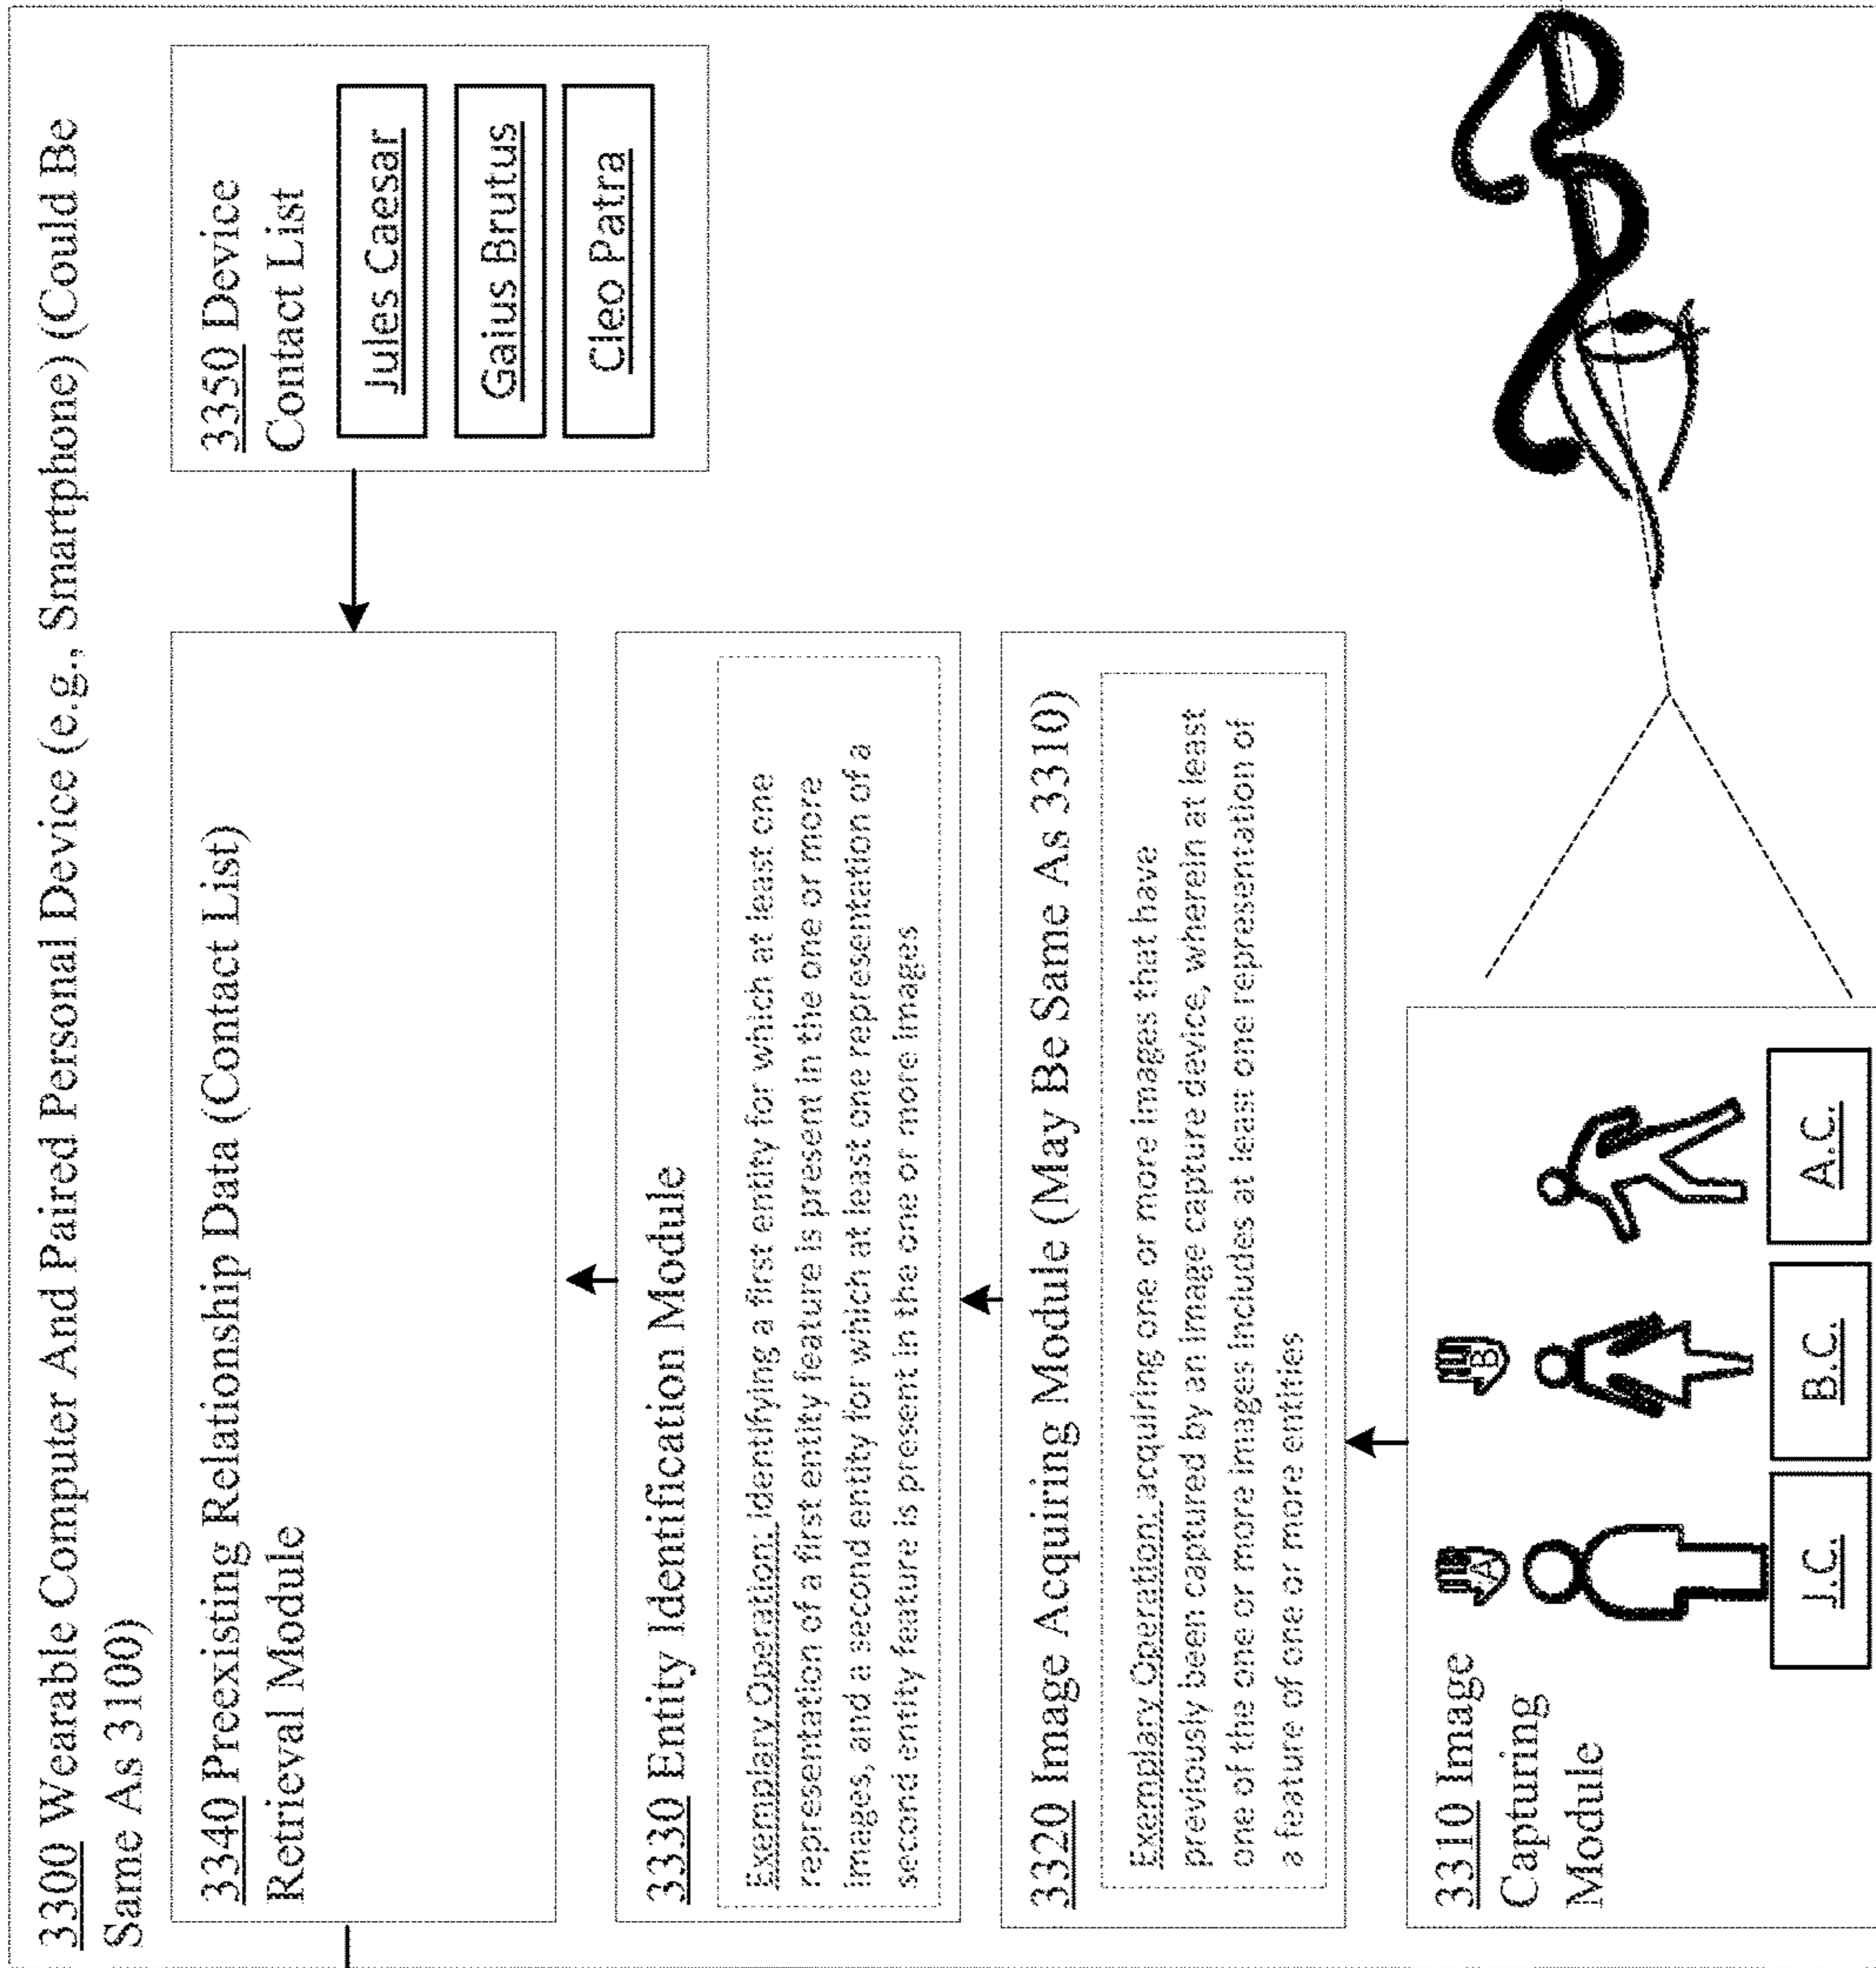 3300 Wearable Computer And Paired Personal Device (e.g., Smartphone) (Could Be
Same As 3100)
3340 Preexisting Relationship Data (Contact List)
Retrieval Module
3350 Device
Contact List
Jules Caesar
Gaius Brutus
Cleo Patra
3330 Entity Identification Module
Exemplary Operation: identifying a first entity for which at least one
representation of a first entity feature is present in the one or more
images, and a second entity for which at least one representation of a
second entity feature is present in the one or more images
3320 Image Acquiring Module (May Be Same As 3310)
Exemplary Operation: acquiring one or more images that have
previously been captured by an image capture device, wherein at least
one of the one or more images includes at least one representation of
a feature of one or more entities
3310 Image
Capturing
Module
A
B
J.C.
B.C.
A.C.